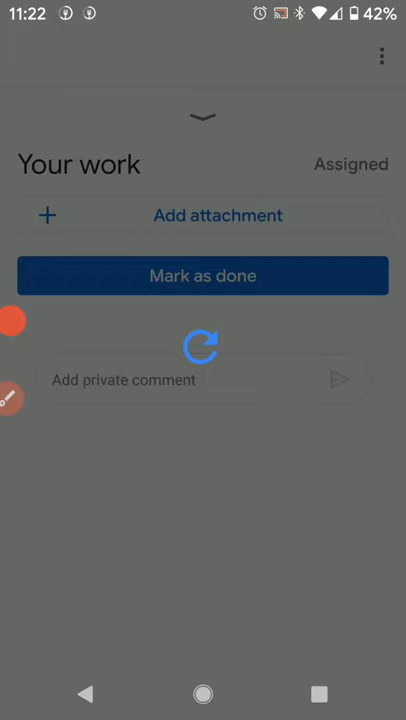 11:22
42%
Your work
Assigned
+ Add attachment
Mark as done
Add private comment